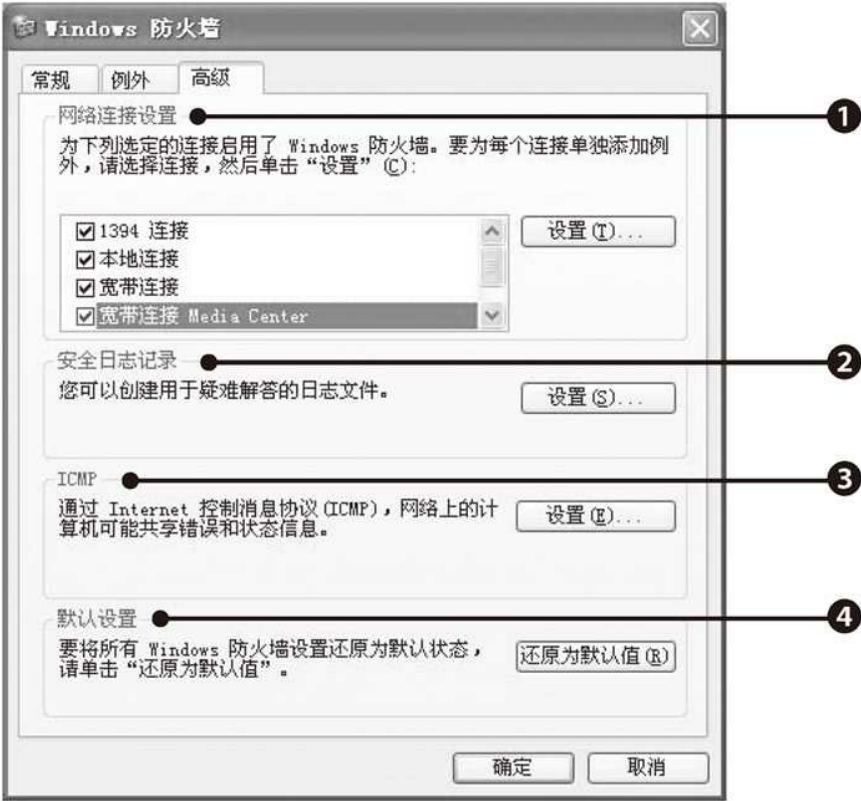 Windows 防火墙
常规 例外 高级
网络连接设置
❶
为下列选定的连接启用了 Windows 防火墙。要为每个连接单独添加例
外，请选择连接，然后单击“设置”(C)：
1394 连接
设置(T)...
本地连接
宽带连接
宽带连接 Media Center
安全日志记录
❷
您可以创建用于疑难解答的日志文件。
设置(S)...
ICMP
❸
通过 Internet 控制消息协议(ICMP)，网络上的计
算机可能共享错误和状态信息。
设置(E)...
默认设置
❹
要将所有 Windows 防火墙设置还原为默认状态，
请单击“还原为默认值”。
还原为默认值(R)
确定 取消